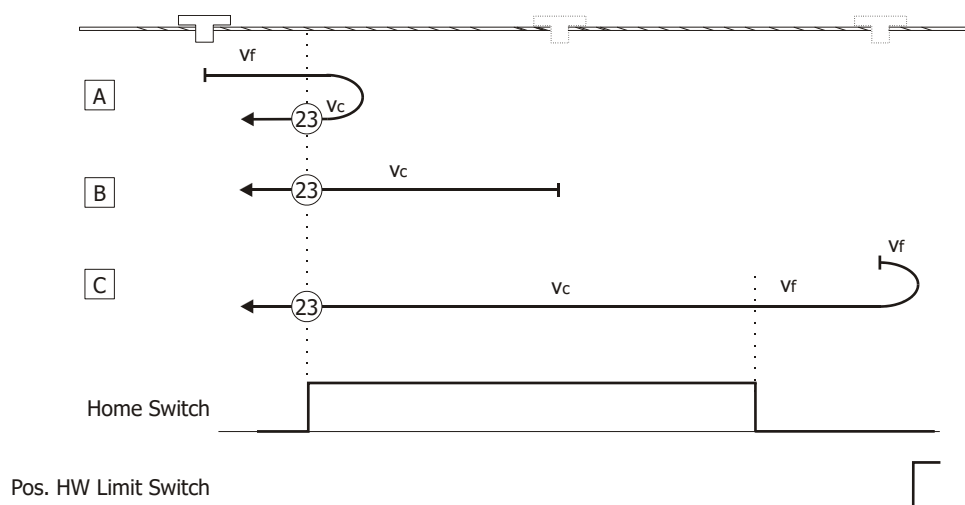 Vf
A
Vc
23
Vc
B
23
Vf
C
Vc
Vf
23
Home Switch
Pos. HW Limit Switch